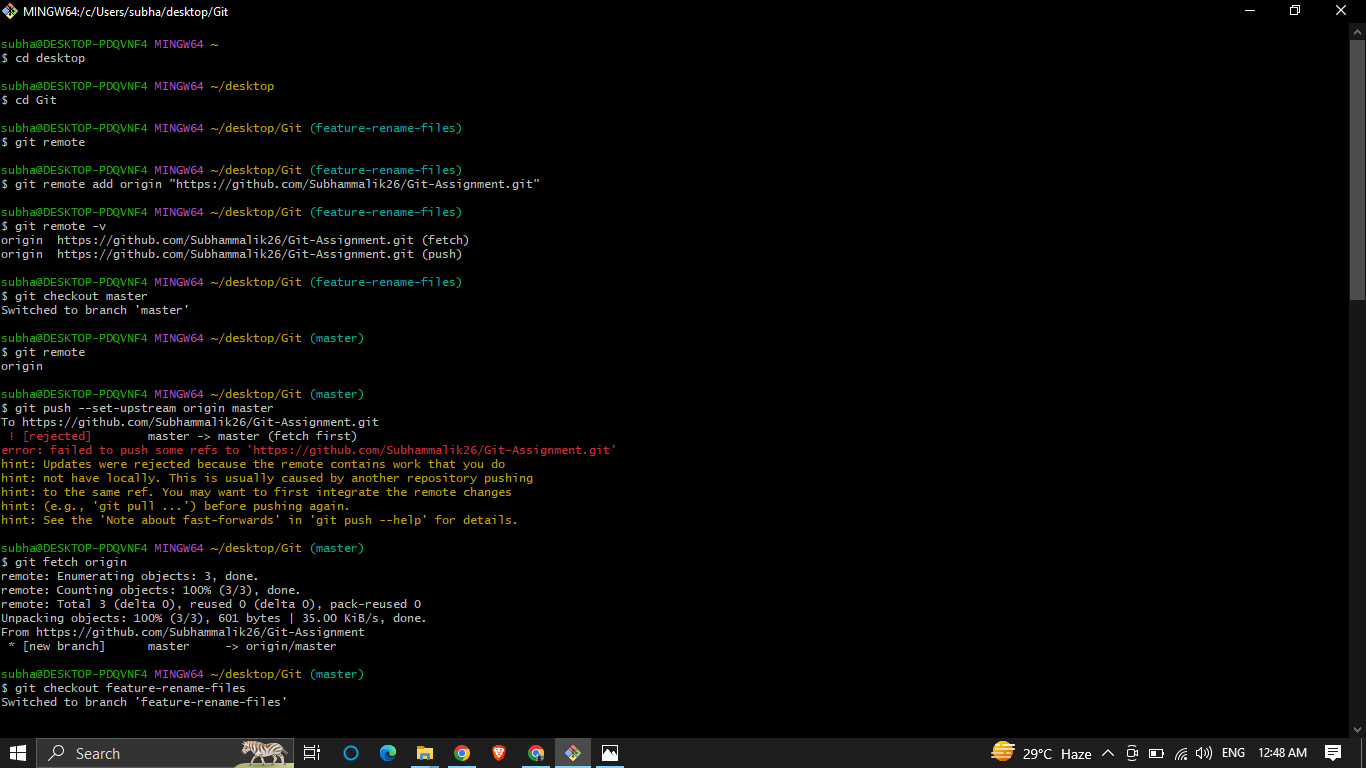 MINGW64:/c/Users/subha/desktop/Git
subha@DESKTOP-PDQVNF4 MINGW64 ~
$ cd desktop
subha@DESKTOP-PDQVNF4 MINGW64 ~/desktop
$ cd Git
subha@DESKTOP-PDQVNF4 MINGW64 ~/desktop/Git (feature-rename-files)
$ git remote
subha@DESKTOP-PDQVNF4 MINGW64 ~/desktop/Git (feature-rename-files)
$ git remote add origin "https://github.com/Subhammalik26/Git-Assignment.git"
subha@DESKTOP-PDQVNF4 MINGW64 ~/desktop/Git (feature-rename-files)
$ git remote -v
origin  https://github.com/Subhammalik26/Git-Assignment.git (fetch)
origin  https://github.com/Subhammalik26/Git-Assignment.git (push)
subha@DESKTOP-PDQVNF4 MINGW64 ~/desktop/Git (feature-rename-files)
$ git checkout master
Switched to branch 'master'
subha@DESKTOP-PDQVNF4 MINGW64 ~/desktop/Git (master)
$ git remote
origin
subha@DESKTOP-PDQVNF4 MINGW64 ~/desktop/Git (master)
$ git push --set-upstream origin master
To https://github.com/Subhammalik26/Git-Assignment.git
 ! [rejected]        master -> master (fetch first)
error: failed to push some refs to 'https://github.com/Subhammalik26/Git-Assignment.git'
hint: Updates were rejected because the remote contains work that you do
hint: not have locally. This is usually caused by another repository pushing
hint: to the same ref. You may want to first integrate the remote changes
hint: (e.g., 'git pull ...') before pushing again.
hint: See the 'Note about fast-forwards' in 'git push --help' for details.
subha@DESKTOP-PDQVNF4 MINGW64 ~/desktop/Git (master)
$ git fetch origin
remote: Enumerating objects: 3, done.
remote: Counting objects: 100% (3/3), done.
remote: Total 3 (delta 0), reused 0 (delta 0), pack-reused 0
Unpacking objects: 100% (3/3), 601 bytes | 35.00 KiB/s, done.
From https://github.com/Subhammalik26/Git-Assignment
 * [new branch]      master     -> origin/master
subha@DESKTOP-PDQVNF4 MINGW64 ~/desktop/Git (master)
$ git checkout feature-rename-files
Switched to branch 'feature-rename-files'
Search
29°C Haze
ENG
12:48 AM